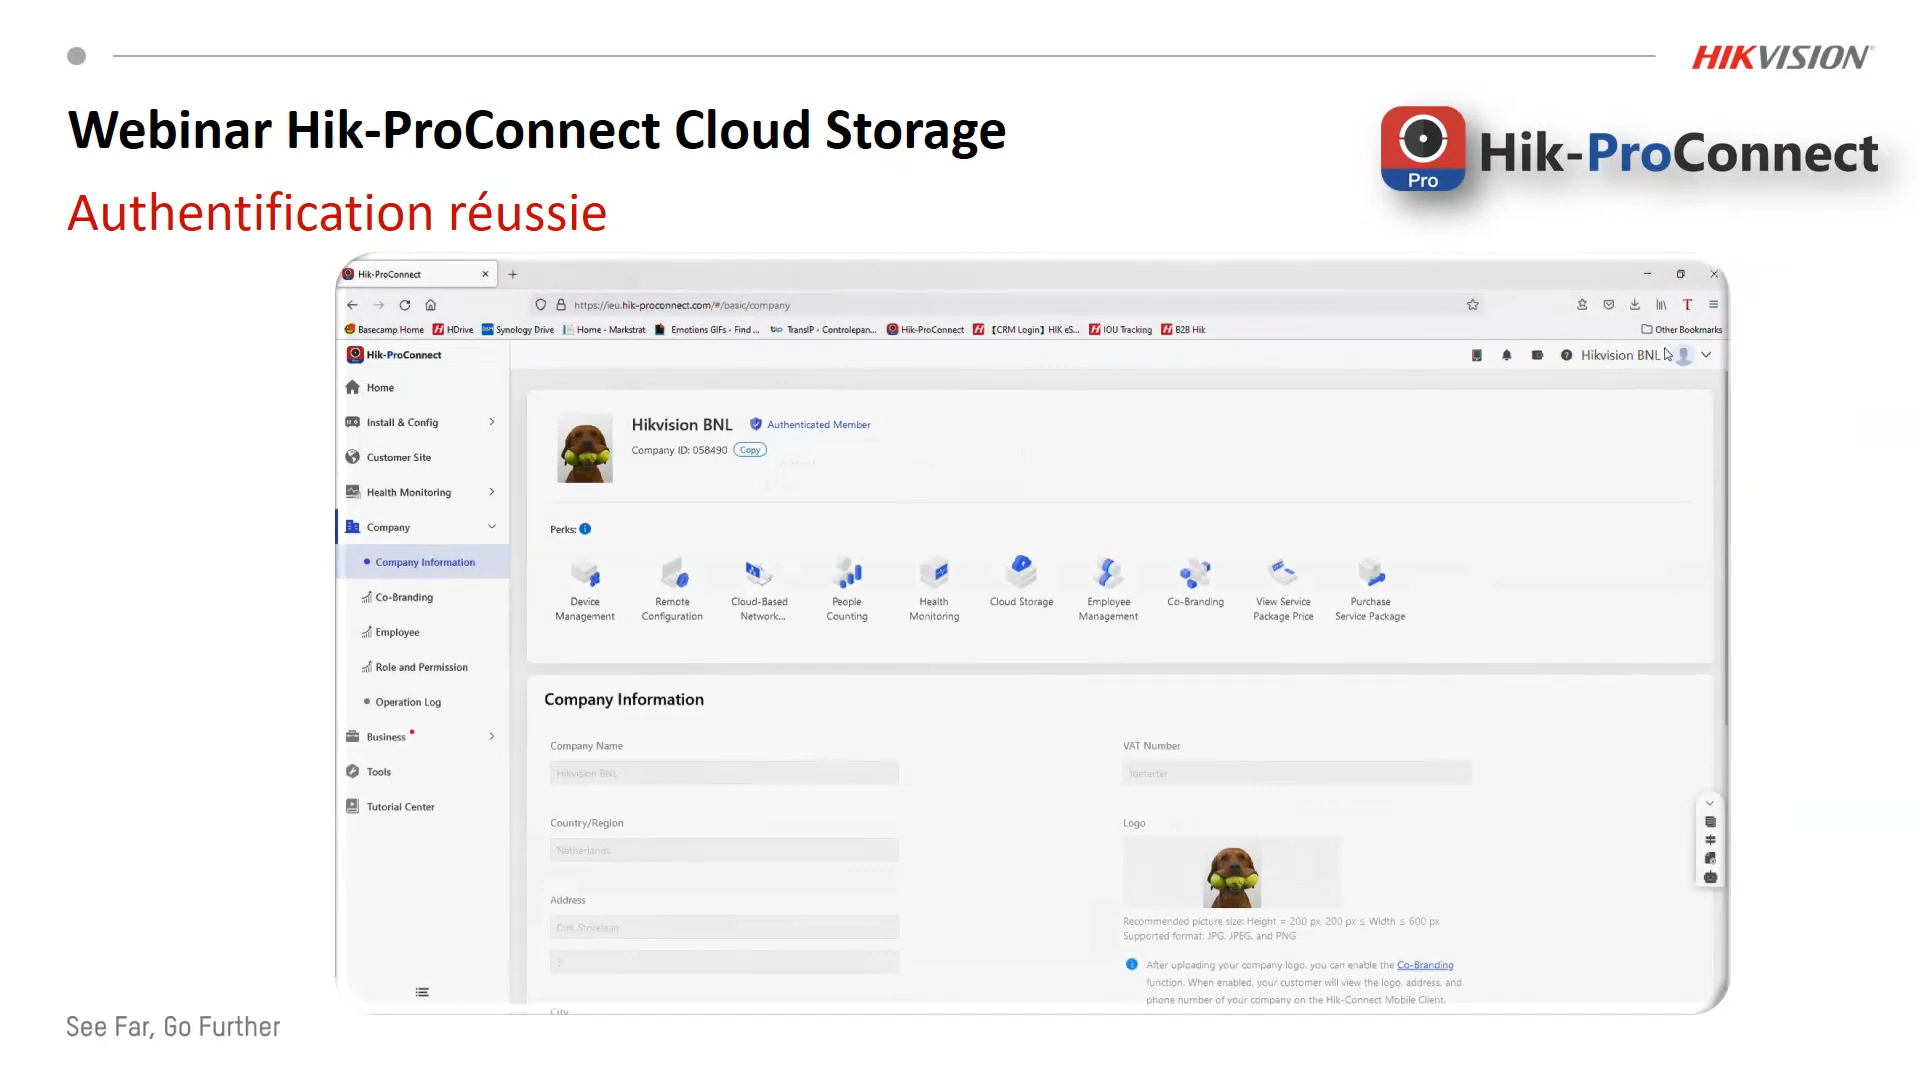 HIKVISION
Webinar Hik-ProConnect Cloud Storage
Authentification réussie
Pro
Hik-ProConnect
Hik-ProConnect
https://ieu.hik-proconnect.com/#/basic/company
Basecamp Home HDrive Synology Drive Home - Markstrat Emotions GIFs - Find ... TransIP - Controlepan... Hik-ProConnect 【CRM Login】HIK eS... IOU Tracking B2B Hik Other Bookmarks
Hik-ProConnect
Hikvision BNL
Home
Install & Config
Customer Site
Health Monitoring
Company
Company Information
Co-Branding
Employee
Role and Permission
Operation Log
Business
Tools
Tutorial Center
Hikvision BNL Authenticated Member
Company ID: 058490 Copy
Perks:
Device Management
Remote Configuration
Cloud-Based Network...
People Counting
Health Monitoring
Cloud Storage
Employee Management
Co-Branding
View Service Package Price
Purchase Service Package
Company Information
Company Name
Hikvision BNL
Country/Region
Netherlands
Address
City
VAT Number
Logo
Recommended picture size: Height = 200 px, 200 px ≤ Width ≤ 600 px
Supported format: JPG, JPEG, and PNG
After uploading your company logo, you can enable the Co-Branding
function. When enabled, your customer will view the logo, address, and
phone number of your company on the Hik-Connect Mobile Client.
See Far, Go Further